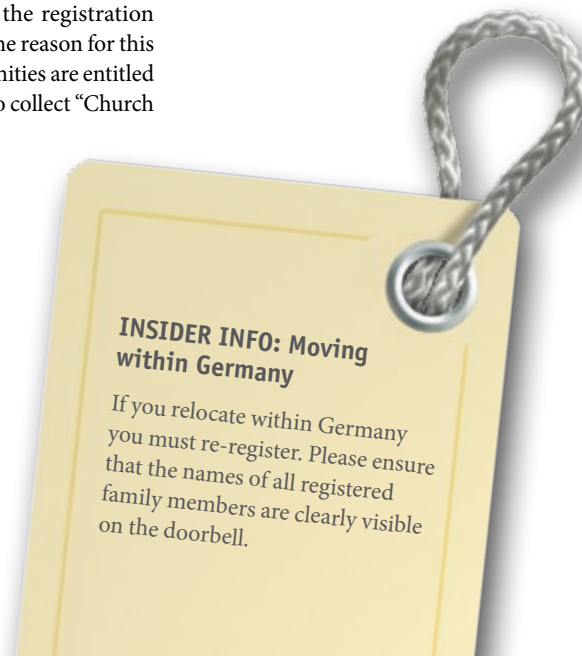 the registration
reason for this
nities are entitled
o collect “Church
INSIDER INFO: Moving
within Germany
If you relocate within Germany
you must re-register. Please ensure
that the names of all registered
family members are clearly visible
on the doorbell.